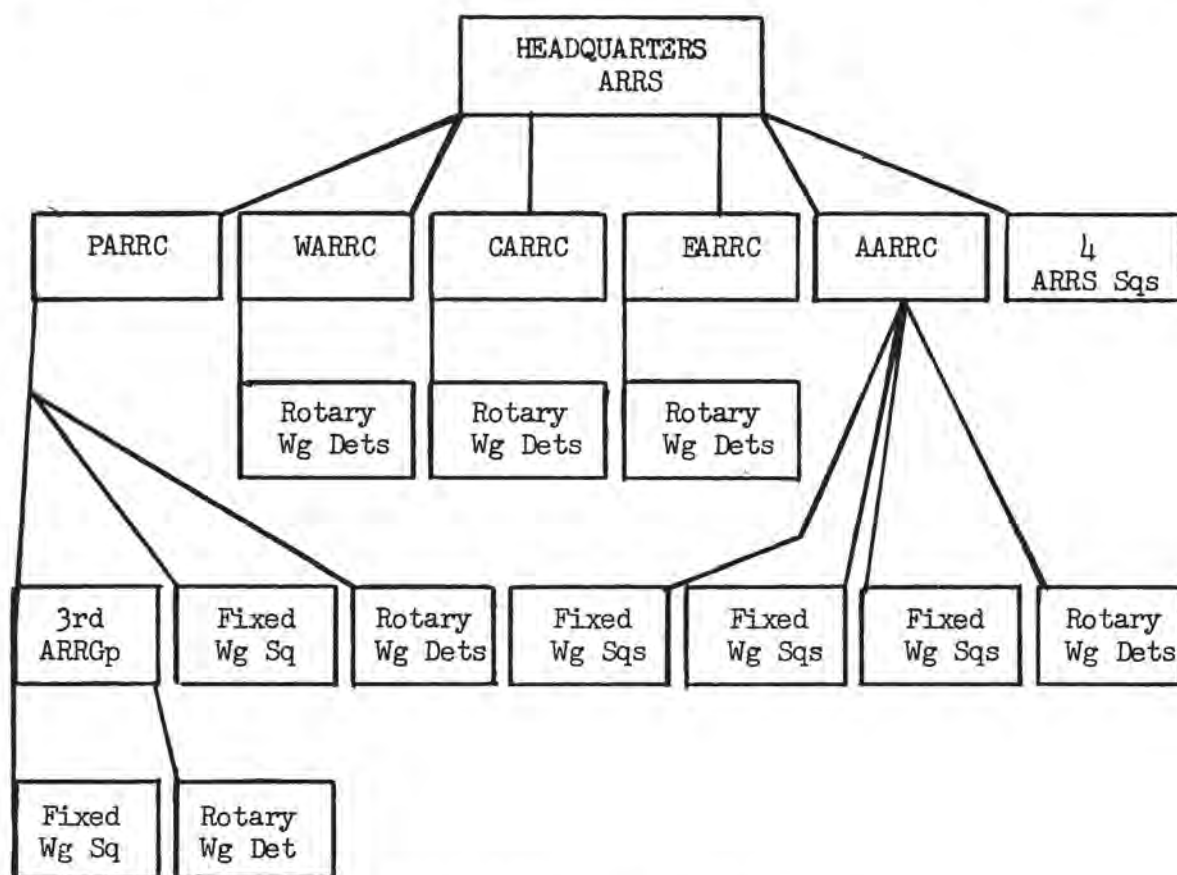 HEADQUARTERS
ARRS
PARRC
WARRC
CARRC
EARRC
AARRC
4
ARRS Sqs
Rotary
Wg Dets
Rotary
Wg Dets
Rotary
Wg Dets
3rd
ARRGp
Fixed
Wg Sq
Rotary
Wg Dets
Fixed
Wg Sqs
Fixed
Wg Sqs
Fixed
Wg Sqs
Rotary
Wg Dets
Fixed
Wg Sq
Rotary
Wg Det